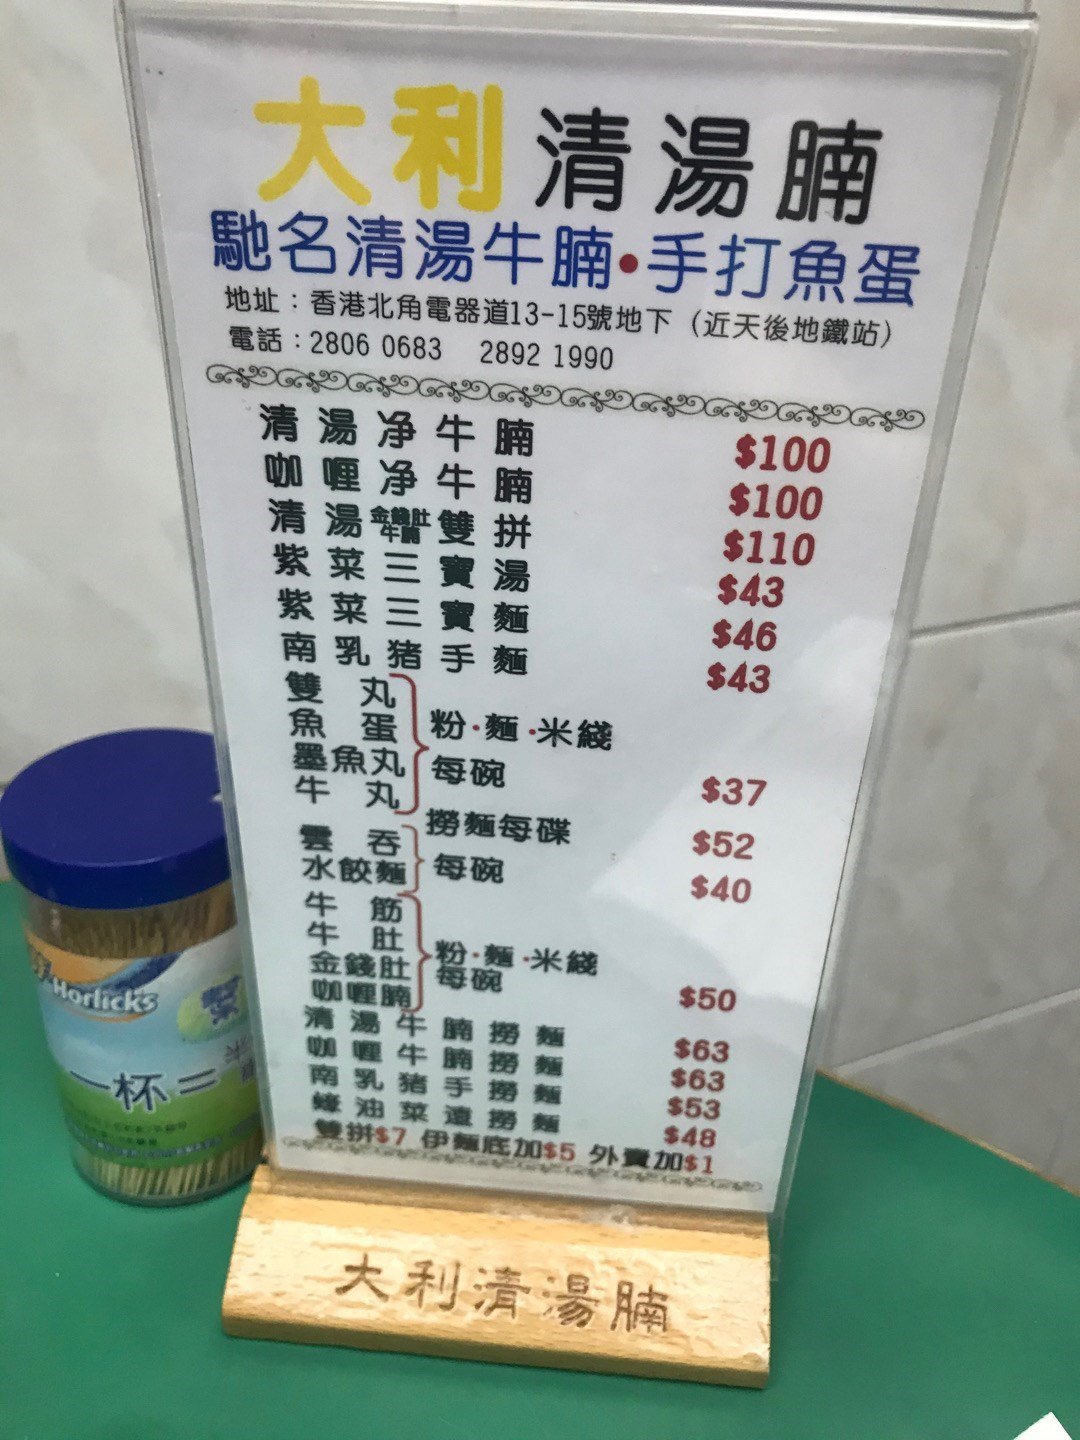 大利清湯腩
馳名清湯牛腩•手打魚蛋
地址：香港北角電器道13-15號地下（近天後地鐵站）
電話：2806 0683 2892 1990
清湯净牛腩 $100
咖喱净牛腩 $100
清湯金錢肚牛腩雙拼 $110
紫菜三寶湯 $43
紫菜三寶麵 $46
南乳豬手麵 $43
雙丸
魚蛋 粉·麵·米綫
墨魚丸 每碗 $37
牛丸
撈麵每碟 $52
雲吞
水餃麵 每碗 $40
牛筋
牛肚 粉·麵·米綫
金錢肚 每碗 $50
咖喱腩
清湯牛腩撈麵 $63
咖喱牛腩撈麵 $63
南乳豬手撈麵 $53
蠔油菜遠撈麵 $48
雙拼$7 伊麵底加$5 外賣加$1
大利清湯腩
Horlicks
一杯二